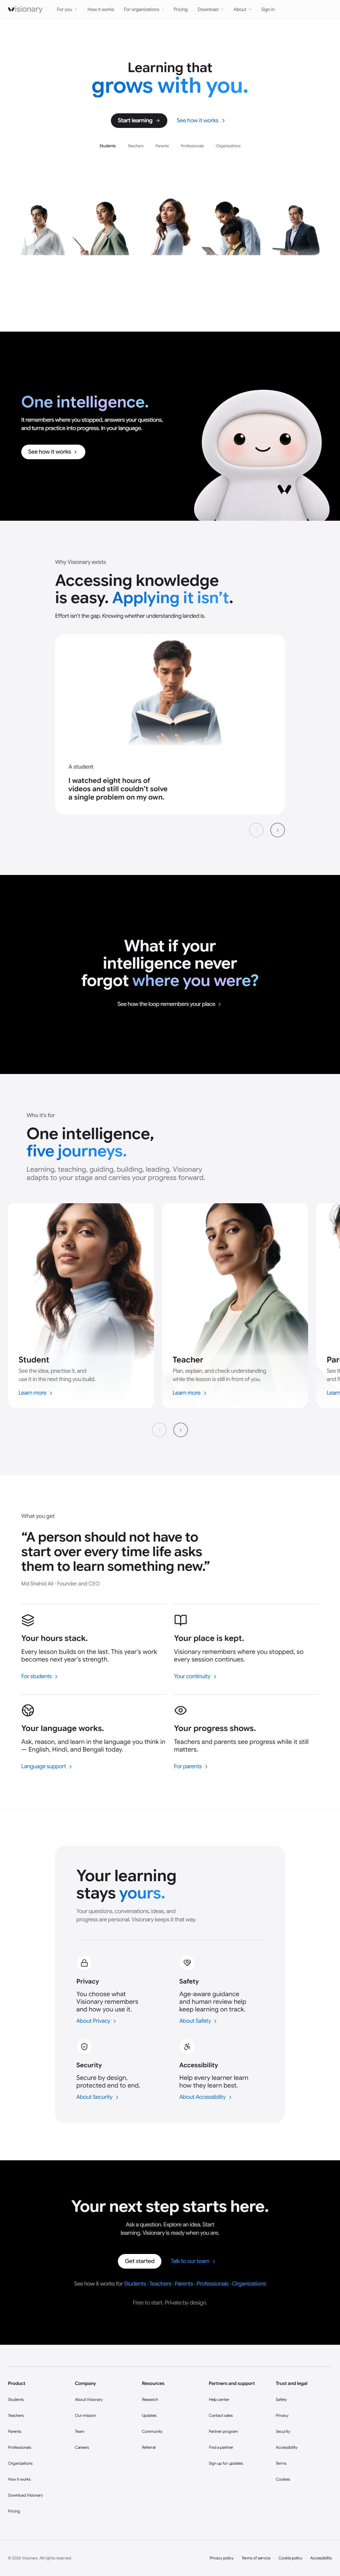 Visionary
For you
How it works
For organizations
Pricing
Download
About
Sign in
Learning that
grows with you.
Start learning
See how it works
Students
Teachers
Parents
Professionals
Organizations
One intelligence.
It remembers where you stopped, answers your questions,
and turns practice into progress. In your language.
See how it works
Why Visionary exists
Accessing knowledge
is easy. Applying it isn't.
Effort isn't the gap. Knowing whether understanding landed is.
A student
I watched eight hours of
videos and still couldn't solve
a single problem on my own.
What if your
intelligence never
forgot where you were?
See how the loop remembers your place
Who it's for
One intelligence,
five journeys.
Learning, teaching, guiding, building, leading. Visionary
adapts to your stage and carries your progress forward.
Student
See the idea, practise it, and
use it in the next thing you build.
Learn more
Teacher
Plan, explain, and check understanding
while the lesson is still in front of you.
Learn more
Par
See th
and fi
Learn
What you get
“A person should not have to
start over every time life asks
them to learn something new.”
Md Shahid Ali · Founder and CEO
Your hours stack.
Every lesson builds on the last. This year's work
becomes next year's strength.
For students
Your place is kept.
Visionary remembers where you stopped, so
every session continues.
Your continuity
Your language works.
Ask, reason, and learn in the language you think in
— English, Hindi, and Bengali today.
Language support
Your progress shows.
Teachers and parents see progress while it still
matters.
For parents
Your learning
stays yours.
Your questions, conversations, ideas, and
progress are personal. Visionary keeps it that way.
Privacy
You choose what
Visionary remembers
and how you use it.
About Privacy
Safety
Age-aware guidance
and human review help
keep learning on track.
About Safety
Security
Secure by design,
protected end to end.
About Security
Accessibility
Help every learner learn
how they learn best.
About Accessibility
Your next step starts here.
Ask a question. Explore an idea. Start
learning. Visionary is ready when you are.
Get started
Talk to our team
See how it works for Students · Teachers · Parents · Professionals · Organizations
Free to start. Private by design.
Product
Students
Teachers
Parents
Professionals
Organizations
How it works
Download Visionary
Pricing
Company
About Visionary
Our mission
Team
Careers
Resources
Research
Updates
Community
Referral
Partners and support
Help center
Contact sales
Partner program
Find a partner
Sign up for updates
Trust and legal
Safety
Privacy
Security
Accessibility
Terms
Cookies
© 2026 Visionary. All rights reserved.
Privacy policy
Terms of service
Cookie policy
Accessibility